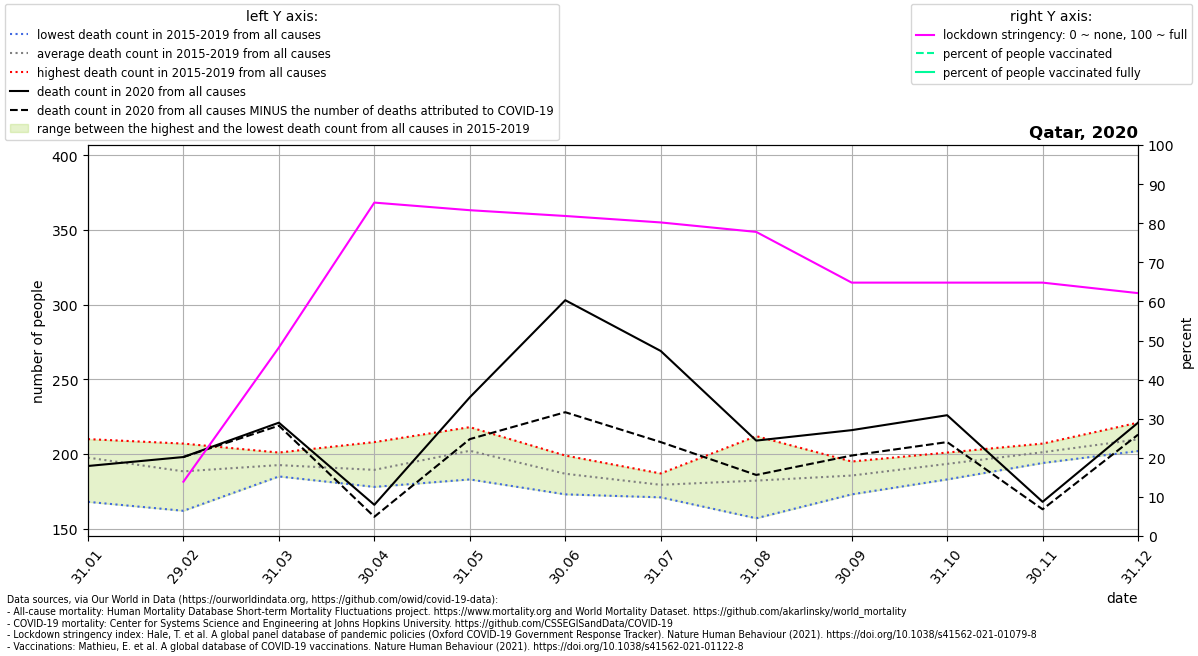 left Y axis:
lowest death count in 2015-2019 from all causes
average death count in 2015-2019 from all causes
highest death count in 2015-2019 from all causes
death count in 2020 from all causes
death count in 2020 from all causes MINUS the number of deaths attributed to COVID-19
range between the highest and the lowest death count from all causes in 2015-2019
right Y axis:
lockdown stringency: 0 ~ none, 100 ~ full
percent of people vaccinated
percent of people vaccinated fully
Qatar, 2020
400
350
300
250
200
150
number of people
100
90
80
70
60
50
40
30
20
10
0
percent
31.01
29.02
31.03
30.04
31.05
30.06
31.07
31.08
30.09
31.10
30.11
31.12
date
Data sources, via Our World in Data (https://ourworldindata.org, https://github.com/owid/covid-19-data):
- All-cause mortality: Human Mortality Database Short-term Mortality Fluctuations project. https://www.mortality.org and World Mortality Dataset. https://github.com/akarlinsky/world_mortality
- COVID-19 mortality: Center for Systems Science and Engineering at Johns Hopkins University. https://github.com/CSSEGISandData/COVID-19
- Lockdown stringency index: Hale, T. et al. A global panel database of pandemic policies (Oxford COVID-19 Government Response Tracker). Nature Human Behaviour (2021). https://doi.org/10.1038/s41562-021-01079-8
- Vaccinations: Mathieu, E. et al. A global database of COVID-19 vaccinations. Nature Human Behaviour (2021). https://doi.org/10.1038/s41562-021-01122-8